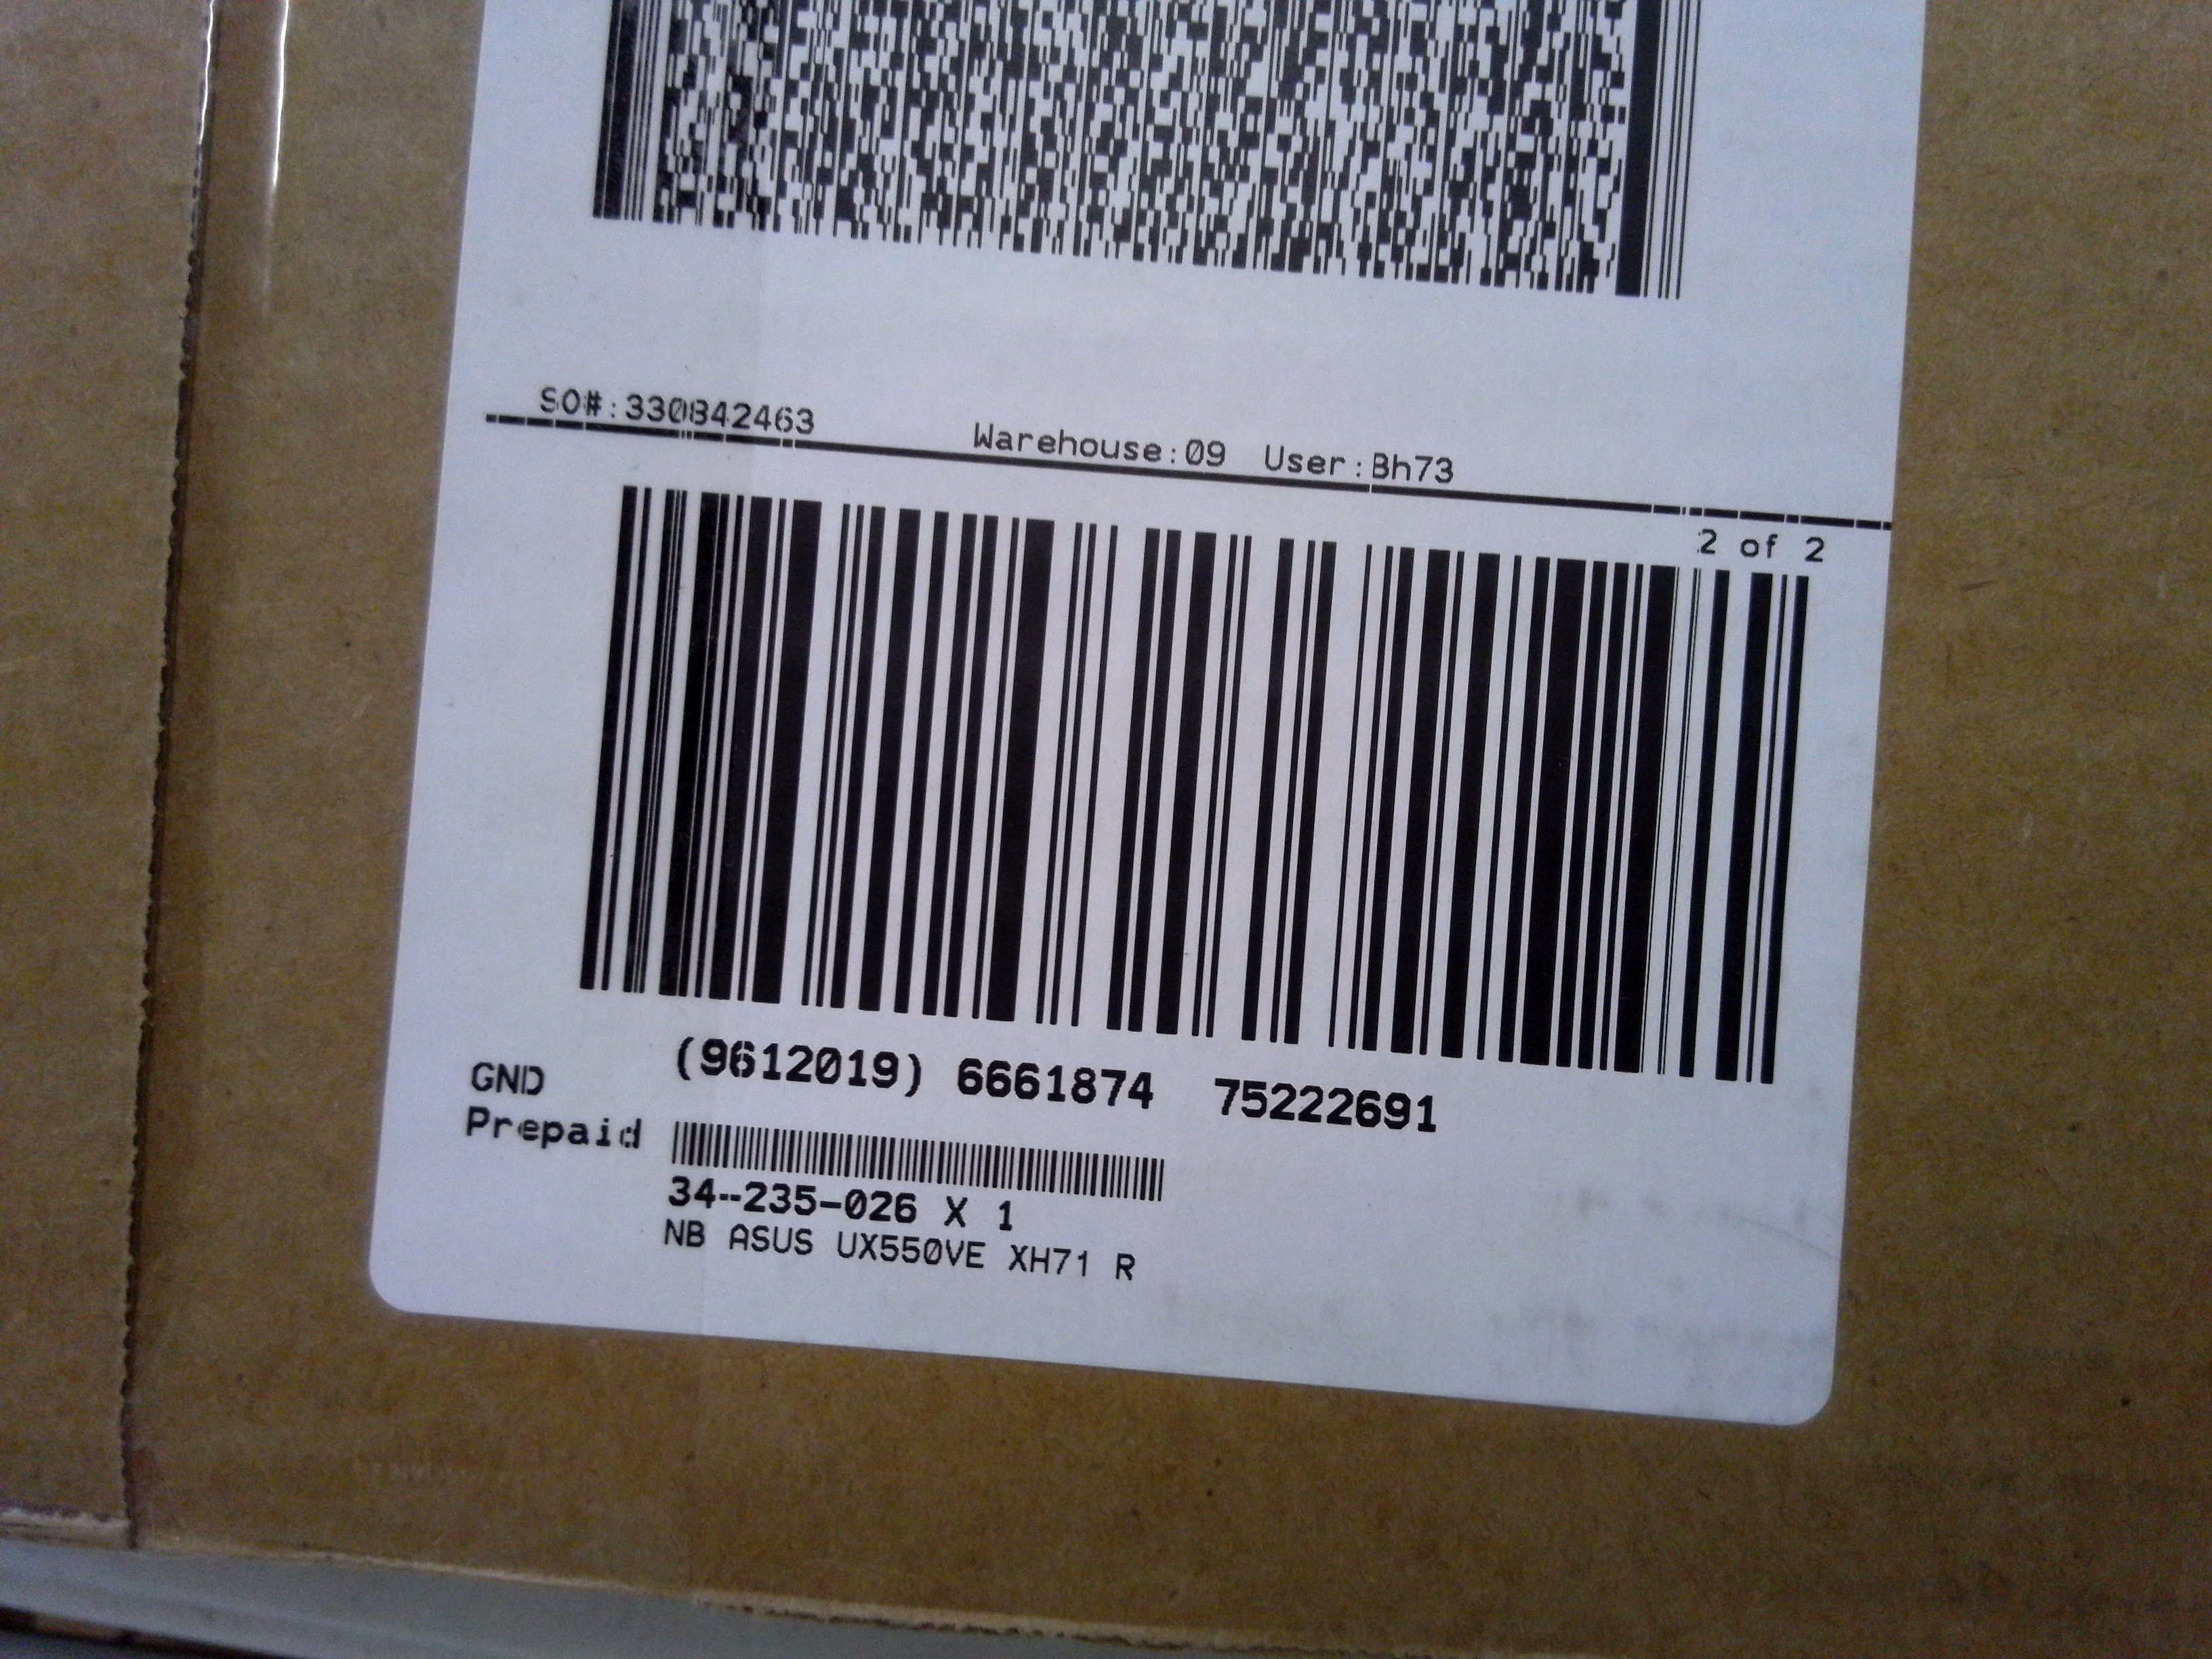 SO#:330842463 Warehouse:09 User:Bh73
2 of 2
(9612019) 6661874 75222691
GND
Prepaid
34-235-026 X 1
NB ASUS UX550VE XH71 R